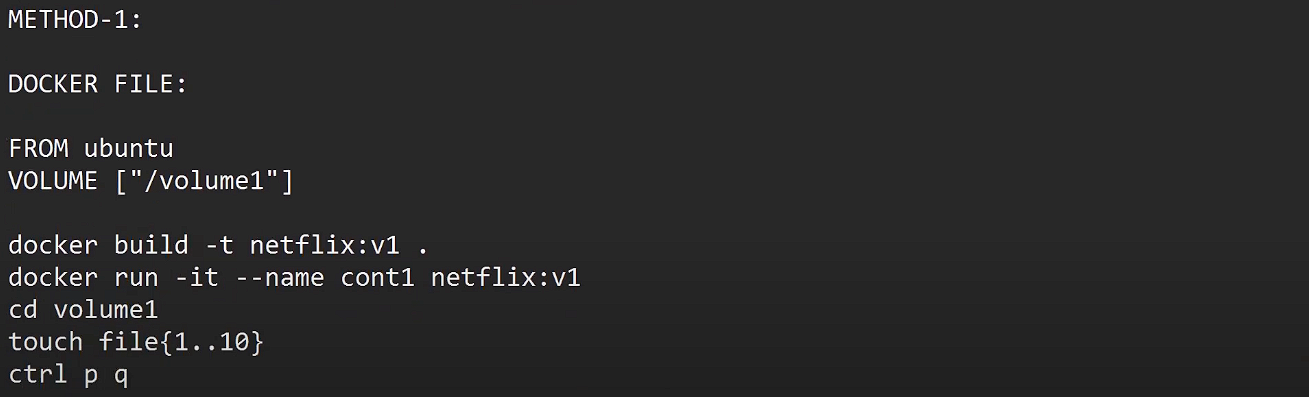 METHOD-1:
DOCKER FILE:
FROM ubuntu
VOLUME ["/volume1"]
docker build -t netflix:v1 .
docker run -it --name cont1 netflix:v1
cd volume1
touch file{1..10}
ctrl p q